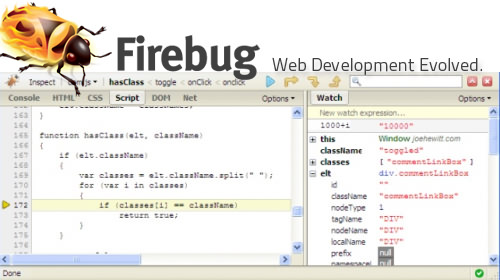 Firebug Web Development Evolved.
Inspect hasClass < toggle < onClick < onClick
Console HTML CSS Script DOM Net Options
Watch Options
163 }
164
165 function hasClass(elt, className)
166 {
167 if (elt.className)
168 {
169 var classes = elt.className.split(" ");
170 for (var i in classes)
171 {
172 if (classes[i] == className)
173 return true;
174 }
175 }
176
177
New watch expression...
1000+i "10000"
this Window joehewitt.com
className "toggled"
classes ["commentLinkBox"]
elt div.commentLinkBox
id ""
className "commentLinkBox"
nodeType 1
tagName "DIV"
nodeName "DIV"
localName "DIV"
prefix null
namespaceU null
Done